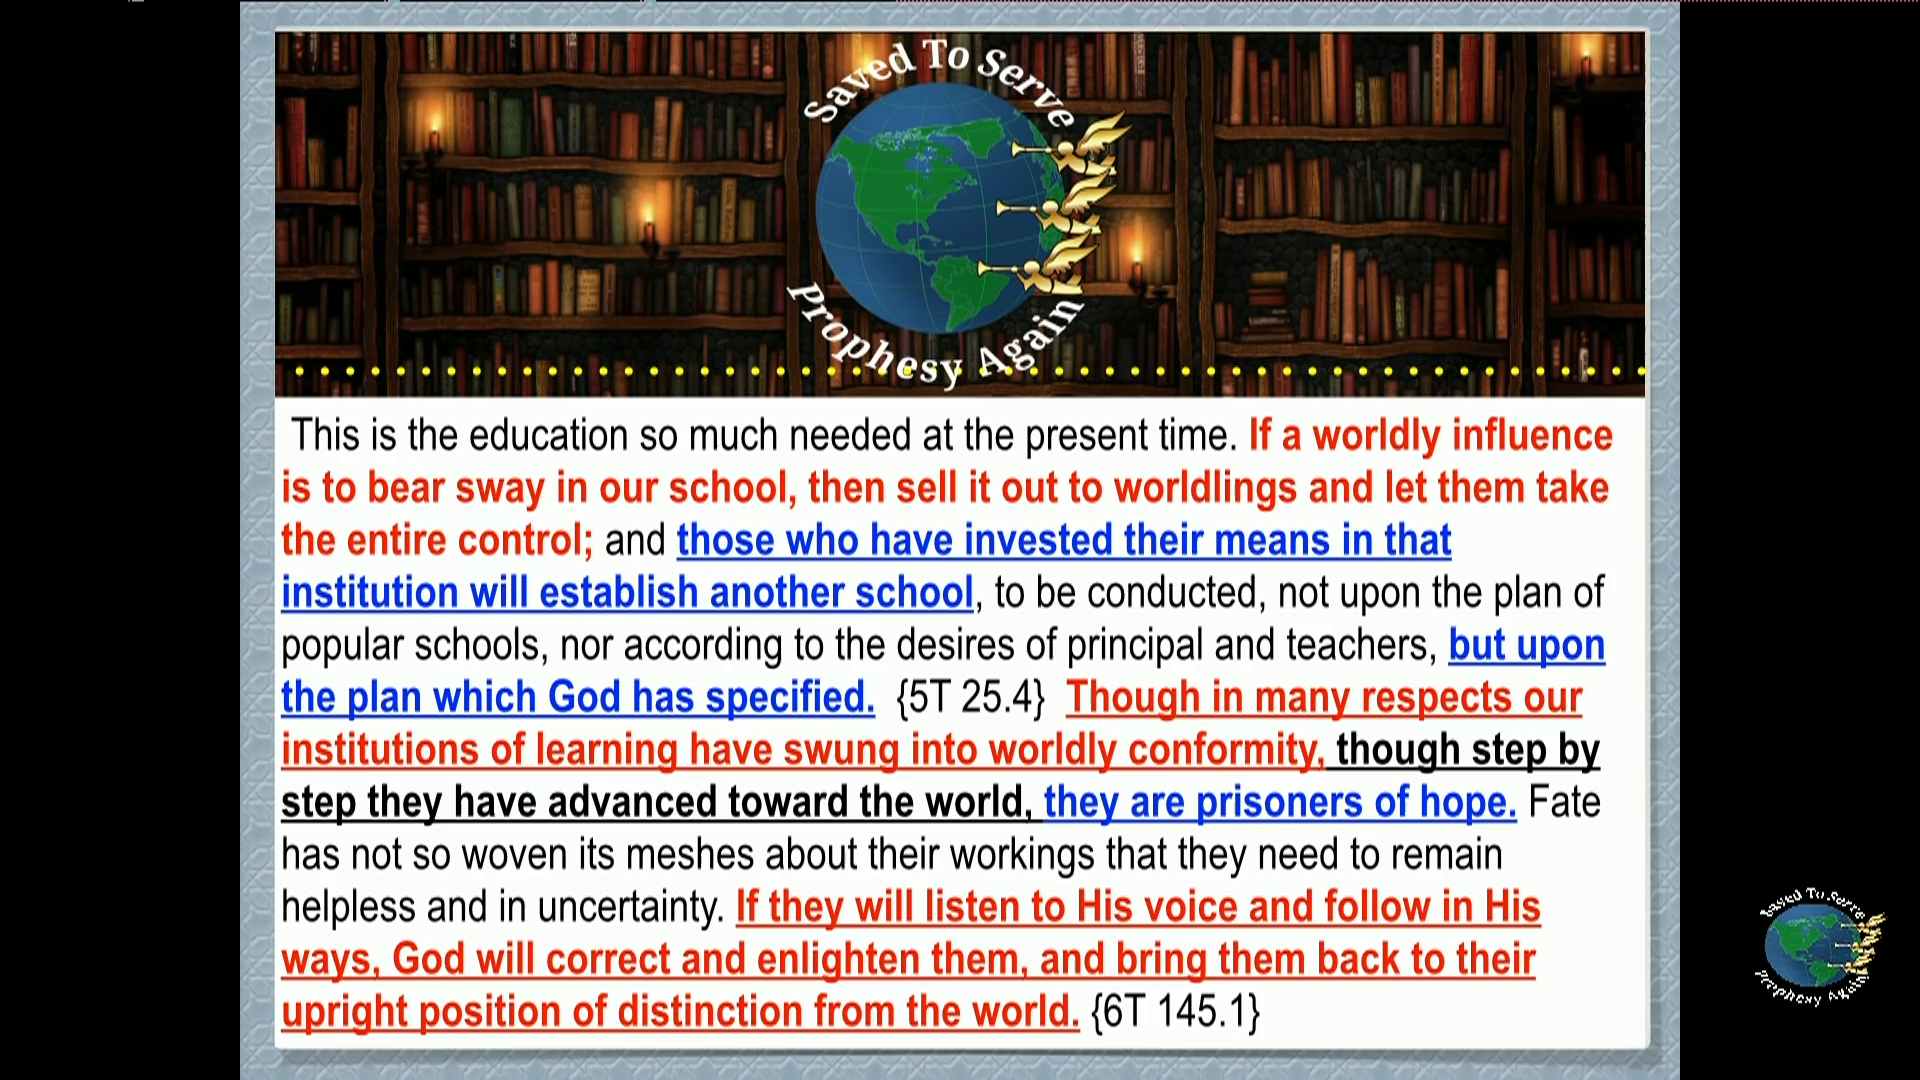 Saved To Serve
Prophesy Again
This is the education so much needed at the present time. If a worldly influence
is to bear sway in our school, then sell it out to worldlings and let them take
the entire control; and those who have invested their means in that
institution will establish another school, to be conducted, not upon the plan of
popular schools, nor according to the desires of principal and teachers, but upon
the plan which God has specified. {5T 25.4} Though in many respects our
institutions of learning have swung into worldly conformity, though step by
step they have advanced toward the world, they are prisoners of hope. Fate
has not so woven its meshes about their workings that they need to remain
helpless and in uncertainty. If they will listen to His voice and follow in His
ways, God will correct and enlighten them, and bring them back to their
upright position of distinction from the world. {6T 145.1}
Saved To Serve
Prophesy Again